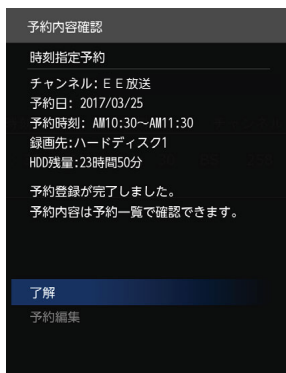 予約内容確認
時刻指定予約
チャンネル:ＥＥ放送
予約日: 2017/03/25
予約時刻: AM10:30～AM11:30
録画先:ハードディスク1
HDD残量:23時間50分
予約登録が完了しました。
予約内容は予約一覧で確認できます。
了解
予約編集